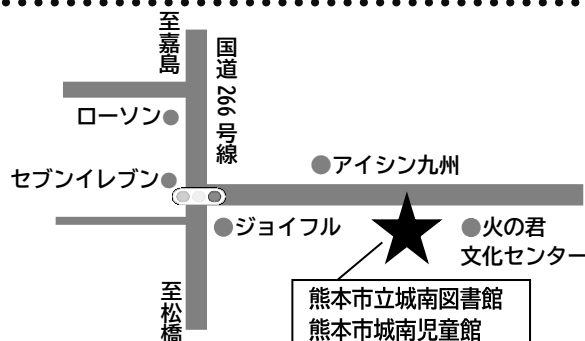 至嘉島
国道266号線
ローソン
セブンイレブン
アイシン九州
ジョイフル
火の君
文化センター
至松橋
熊本市立城南図書館
熊本市城南児童館